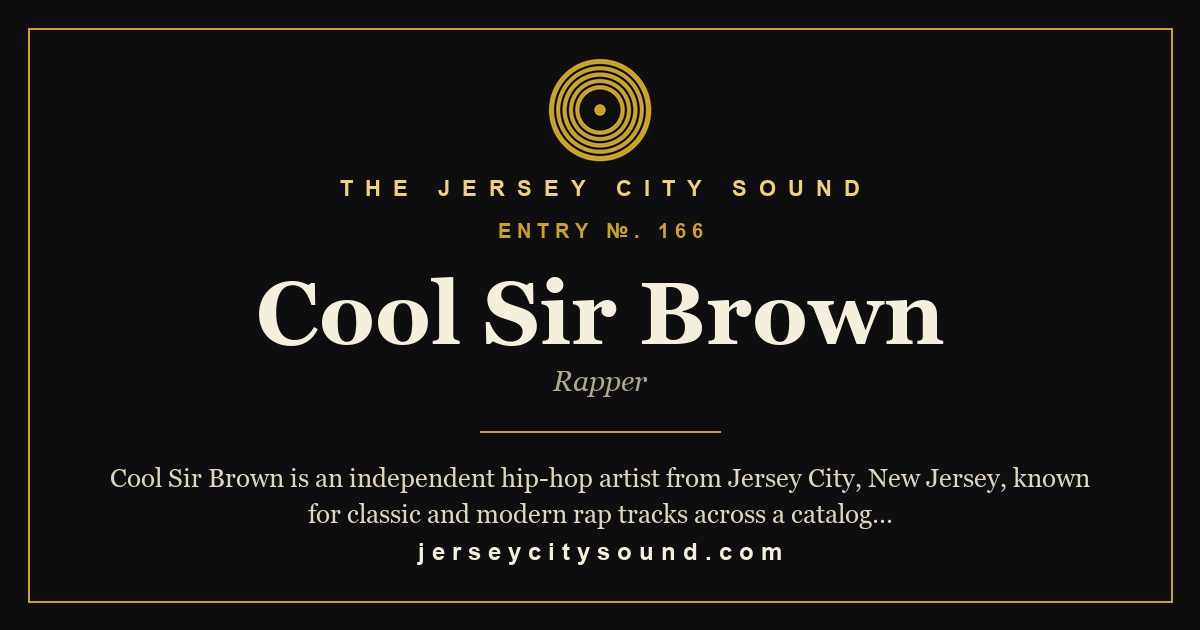 THE JERSEY CITY SOUND
ENTRY №. 166
Cool Sir Brown
Rapper
Cool Sir Brown is an independent hip-hop artist from Jersey City, New Jersey, known
for classic and modern rap tracks across a catalog...
jerseycitysound.com